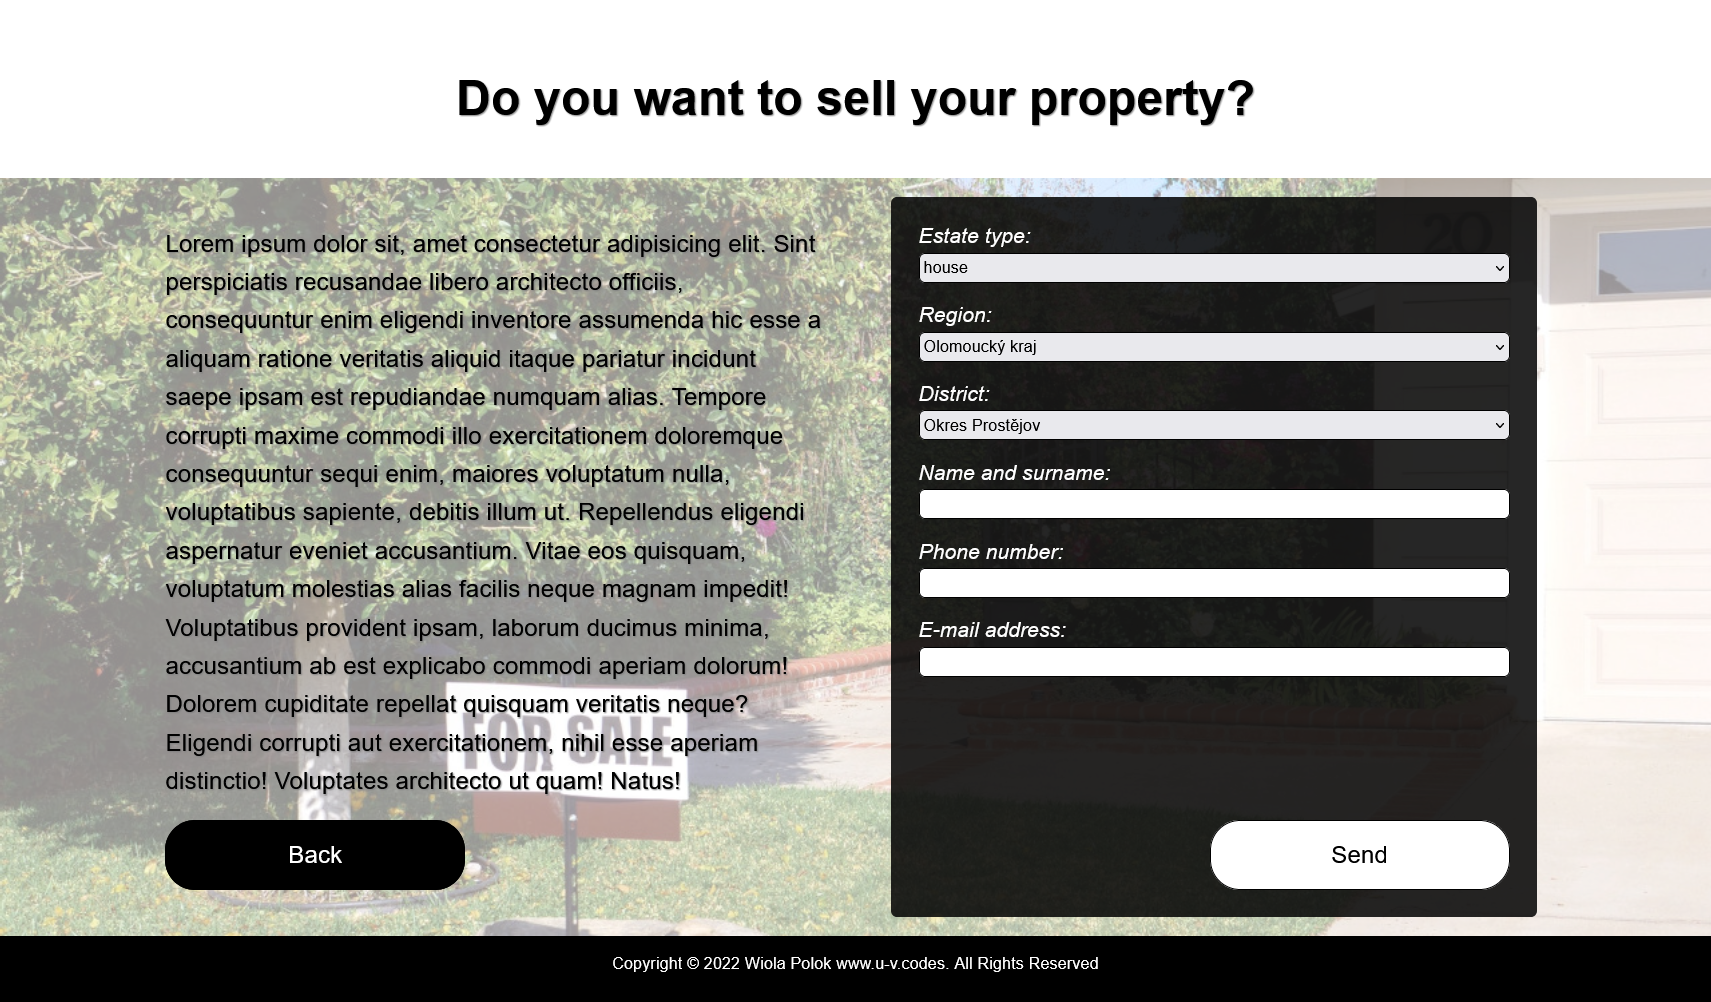 Do you want to sell your property?
Lorem ipsum dolor sit, amet consectetur adipisicing elit. Sint
perspiciatis recusandae libero architecto officiis,
consequuntur enim eligendi inventore assumenda hic esse a
aliquam ratione veritatis aliquid itaque pariatur incidunt
saepe ipsam est repudiandae numquam alias. Tempore
corrupti maxime commodi illo exercitationem doloremque
consequuntur sequi enim, maiores voluptatum nulla,
voluptatibus sapiente, debitis illum ut. Repellendus eligendi
aspernatur eveniet accusantium. Vitae eos quisquam,
voluptatum molestias alias facilis neque magnam impedit!
Voluptatibus provident ipsam, laborum ducimus minima,
accusantium ab est explicabo commodi aperiam dolorum!
Dolorem cupiditate repellat quisquam veritatis neque?
Eligendi corrupti aut exercitationem, nihil esse aperiam
distinctio! Voluptates architecto ut quam! Natus!
FOR SALE
Back
20
Estate type:
house
Region:
Olomoucký kraj
District:
Okres Prostějov
Name and surname:
Phone number:
E-mail address:
Send
Copyright © 2022 Wiola Polok www.u-v.codes. All Rights Reserved